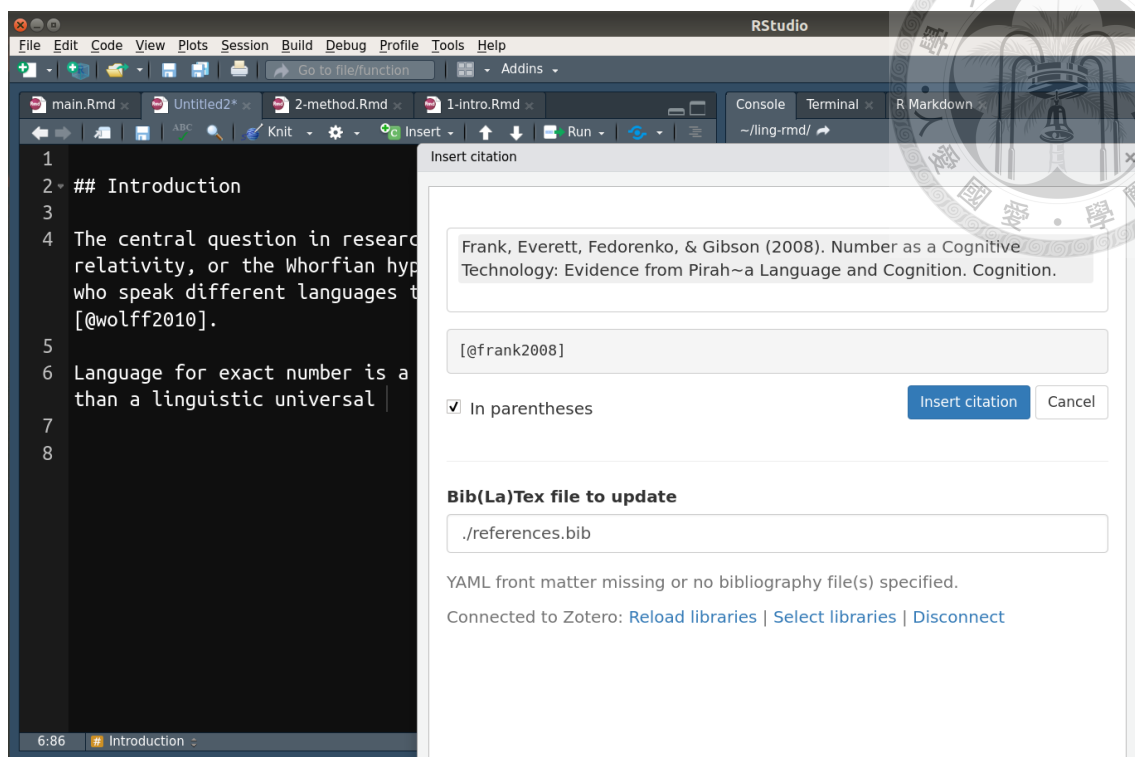 RStudio
File Edit Code View Plots Session Build Debug Profile Tools Help
Go to file/function Addins
main.Rmd Untitled2* 2-method.Rmd 1-intro.Rmd
Console Terminal R Markdown
ABC Knit Insert Run
~/ling-rmd/
Insert citation
1
2 ## Introduction
3
4 The central question in researc
relativity, or the Whorfian hyp
who speak different languages t
[@wolff2010].
5
6 Language for exact number is a
than a linguistic universal
7
8
Frank, Everett, Fedorenko, & Gibson (2008). Number as a Cognitive
Technology: Evidence from Pirah~a Language and Cognition. Cognition.
[@frank2008]
In parentheses
Insert citation Cancel
Bib(La)Tex file to update
./references.bib
YAML front matter missing or no bibliography file(s) specified.
Connected to Zotero: Reload libraries | Select libraries | Disconnect
6:86 # Introduction
國 愛 · 學